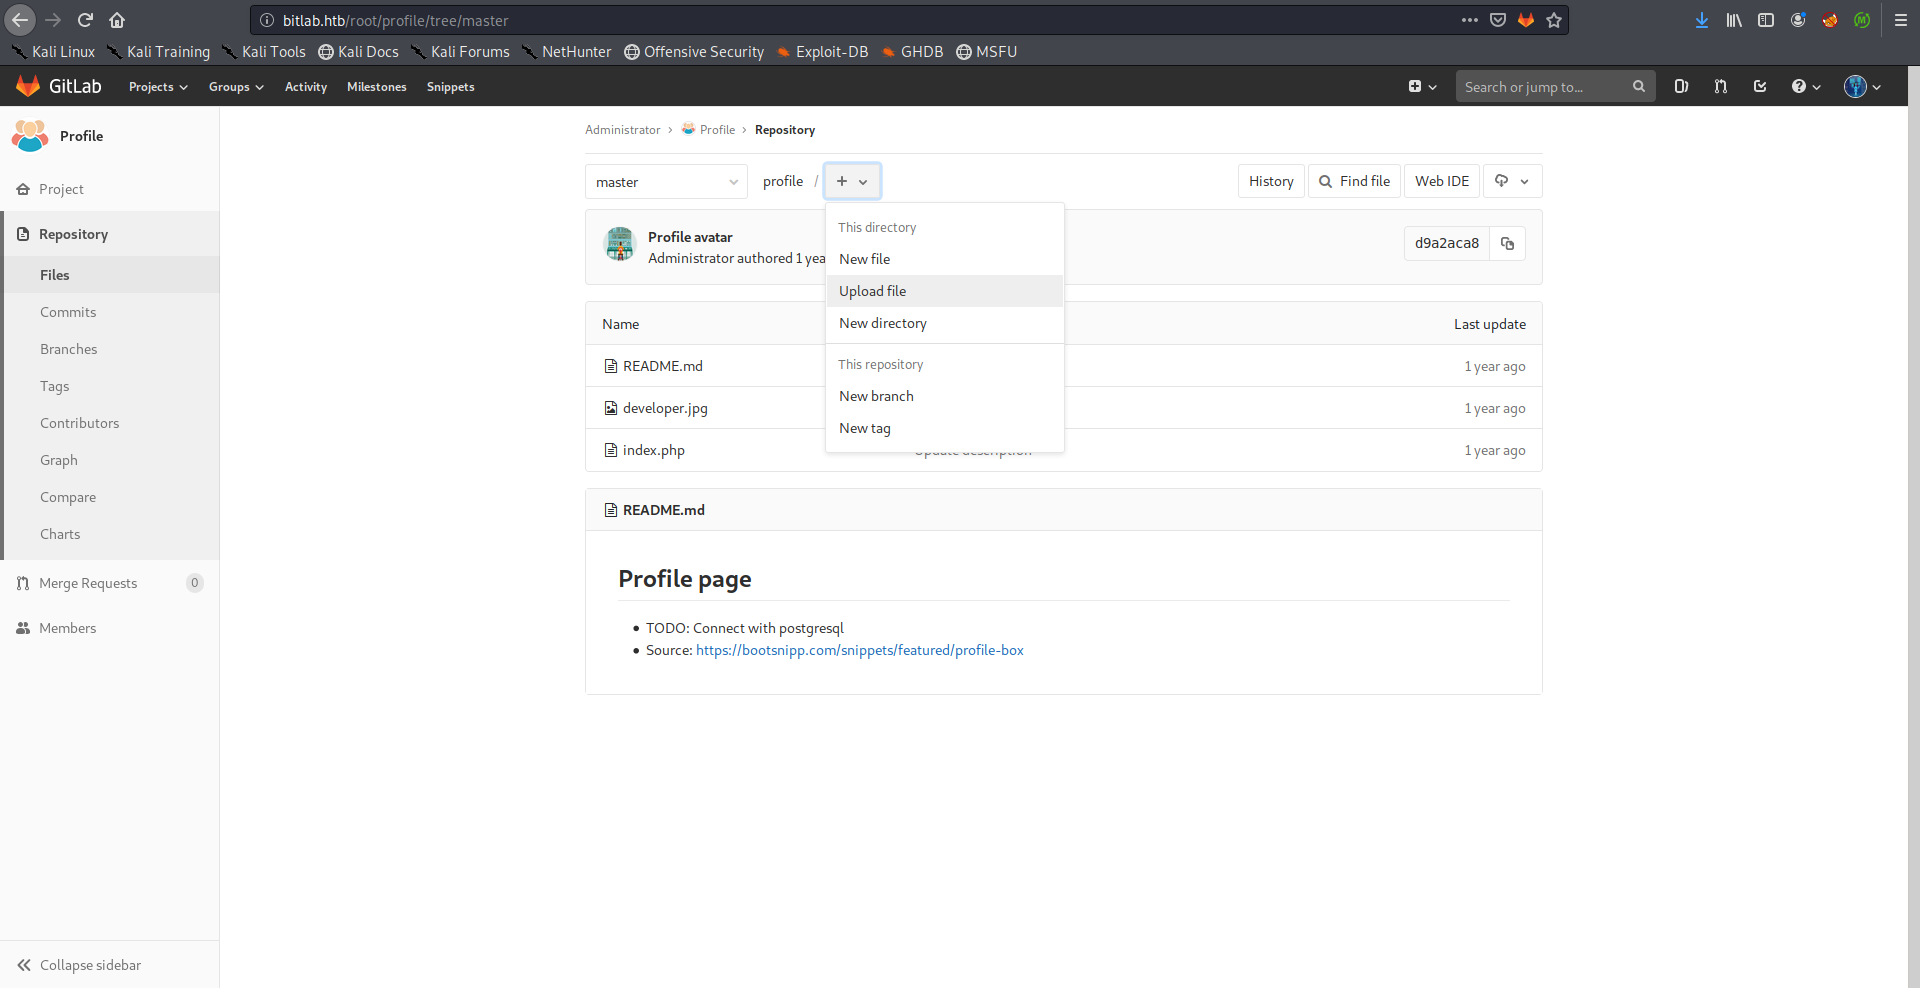 bitlab.htb/root/profile/tree/master
Kali Linux Kali Training Kali Tools Kali Docs Kali Forums NetHunter Offensive Security Exploit-DB GHDB MSFU
GitLab Projects Groups Activity Milestones Snippets Search or jump to...
Profile
Project
Repository
Files
Commits
Branches
Tags
Contributors
Graph
Compare
Charts
Merge Requests 0
Members
Collapse sidebar
Administrator › Profile › Repository
master profile / + History Find file Web IDE
Profile avatar
Administrator authored 1 yea
d9a2aca8
This directory
New file
Upload file
New directory
This repository
New branch
New tag
Name Last update
README.md 1 year ago
developer.jpg 1 year ago
index.php Update description 1 year ago
README.md
Profile page
• TODO: Connect with postgresql
• Source: https://bootsnipp.com/snippets/featured/profile-box